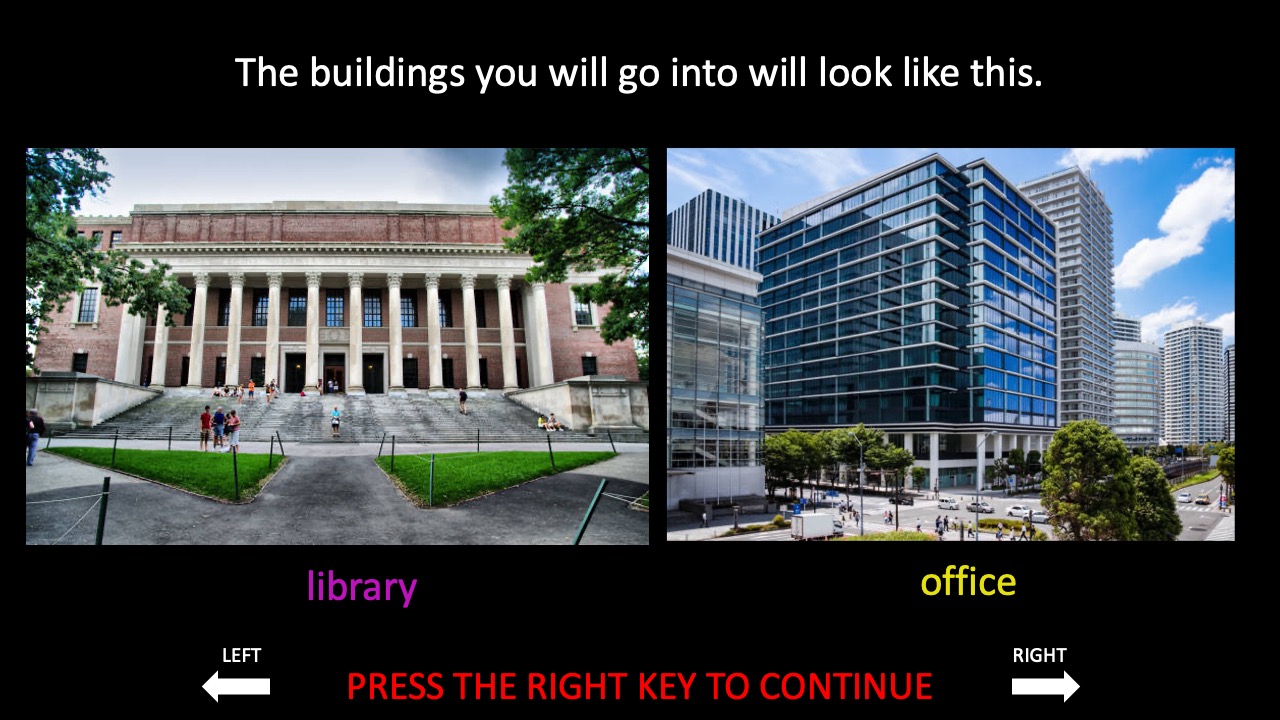 The buildings you will go into will look like this.
library
office
LEFT
RIGHT
PRESS THE RIGHT KEY TO CONTINUE